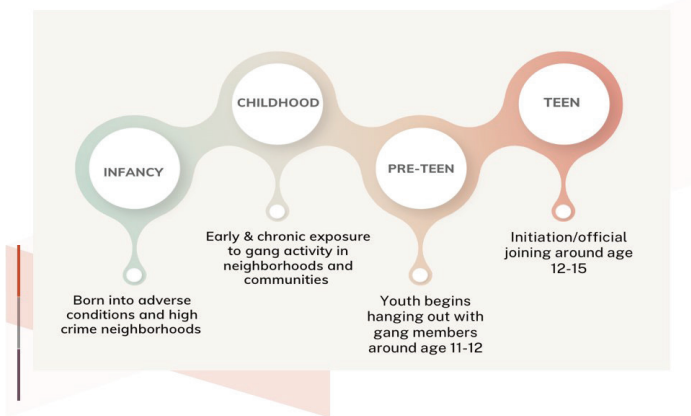 INFANCY
Born into adverse
conditions and high
crime neighborhoods
CHILDHOOD
Early & chronic exposure
to gang activity in
neighborhoods and
communities
PRE-TEEN
Youth begins
hanging out with
gang members
around age 11-12
TEEN
Initiation/official
joining around age
12-15